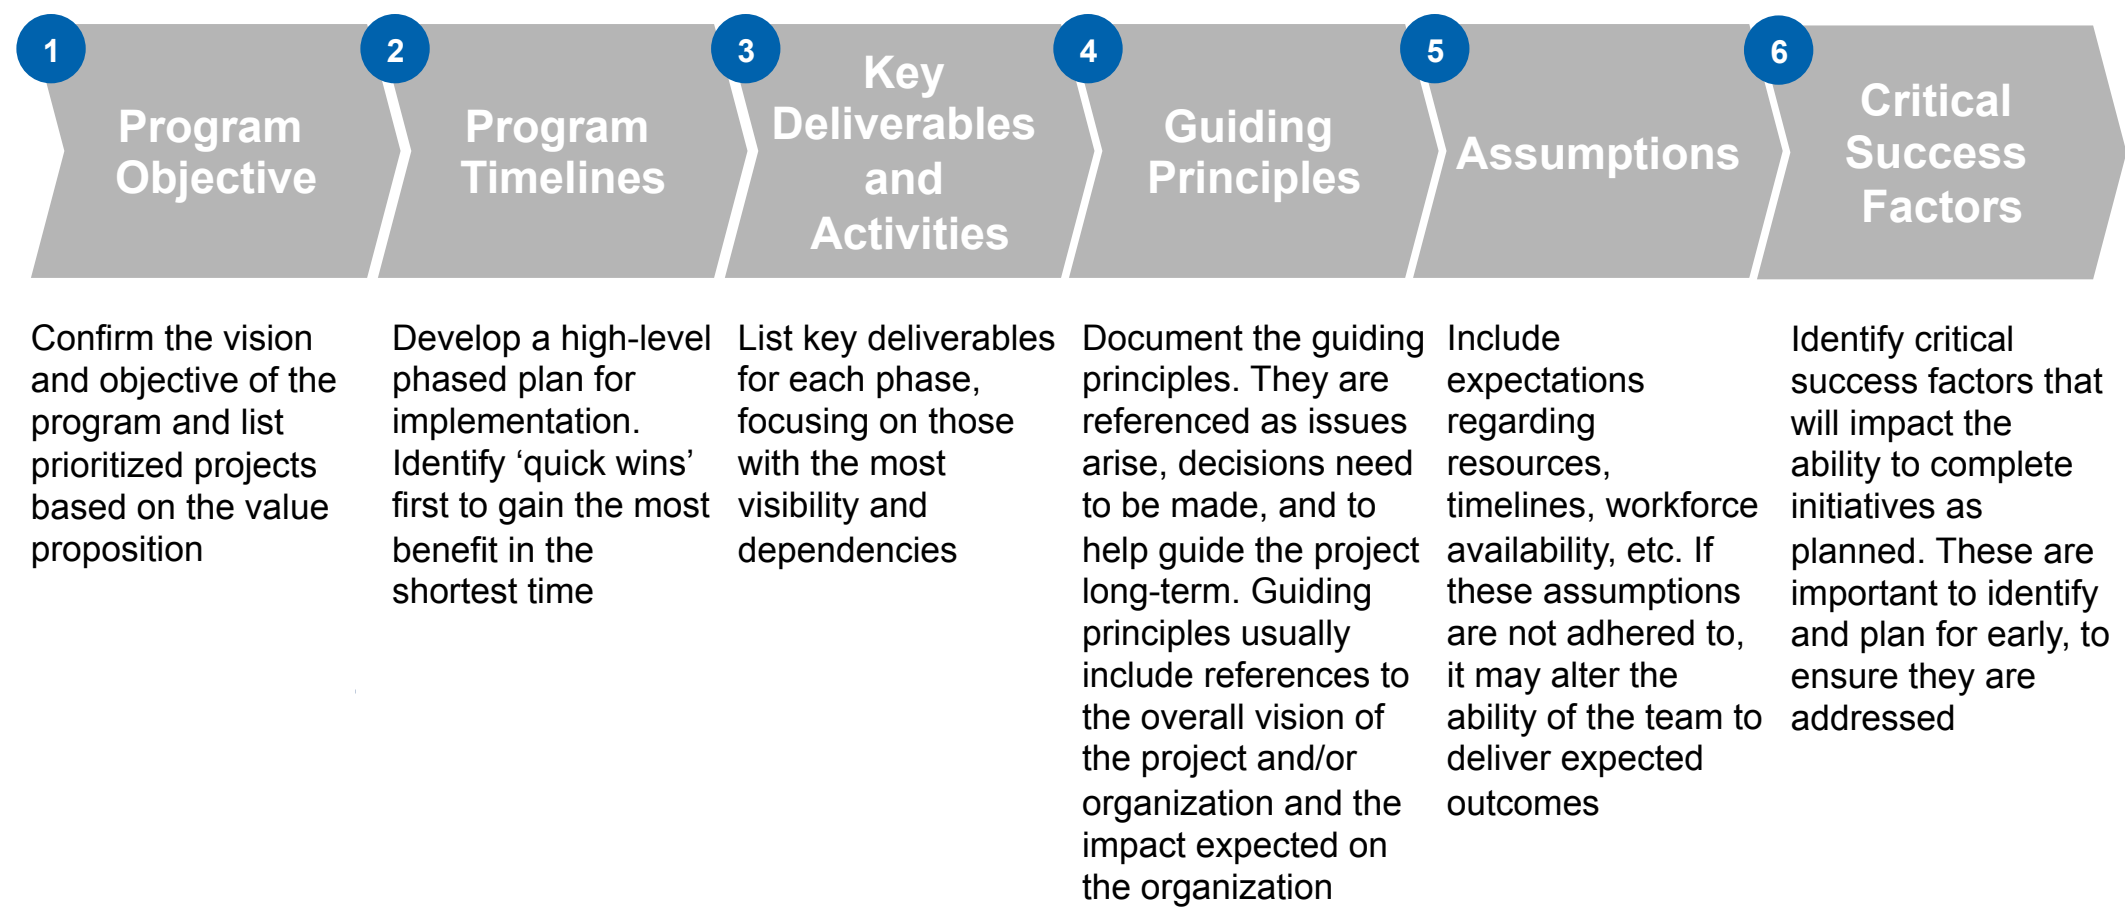 1
Program
Objective
Confirm the vision
and objective of the
program and list
prioritized projects
based on the value
proposition
2
Program
Timelines
Develop a high-level
phased plan for
implementation.
Identify ‘quick wins’
first to gain the most
benefit in the
shortest time
3
Key
Deliverables
and
Activities
List key deliverables
for each phase,
focusing on those
with the most
visibility and
dependencies
4
Guiding
Principles
Document the guiding
principles. They are
referenced as issues
arise, decisions need
to be made, and to
help guide the project
long-term. Guiding
principles usually
include references to
the overall vision of
the project and/or
organization and the
impact expected on
the organization
5
Assumptions
Include
expectations
regarding
resources,
timelines, workforce
availability, etc. If
these assumptions
are not adhered to,
it may alter the
ability of the team to
deliver expected
outcomes
6
Critical
Success
Factors
Identify critical
success factors that
will impact the
ability to complete
initiatives as
planned. These are
important to identify
and plan for early, to
ensure they are
addressed